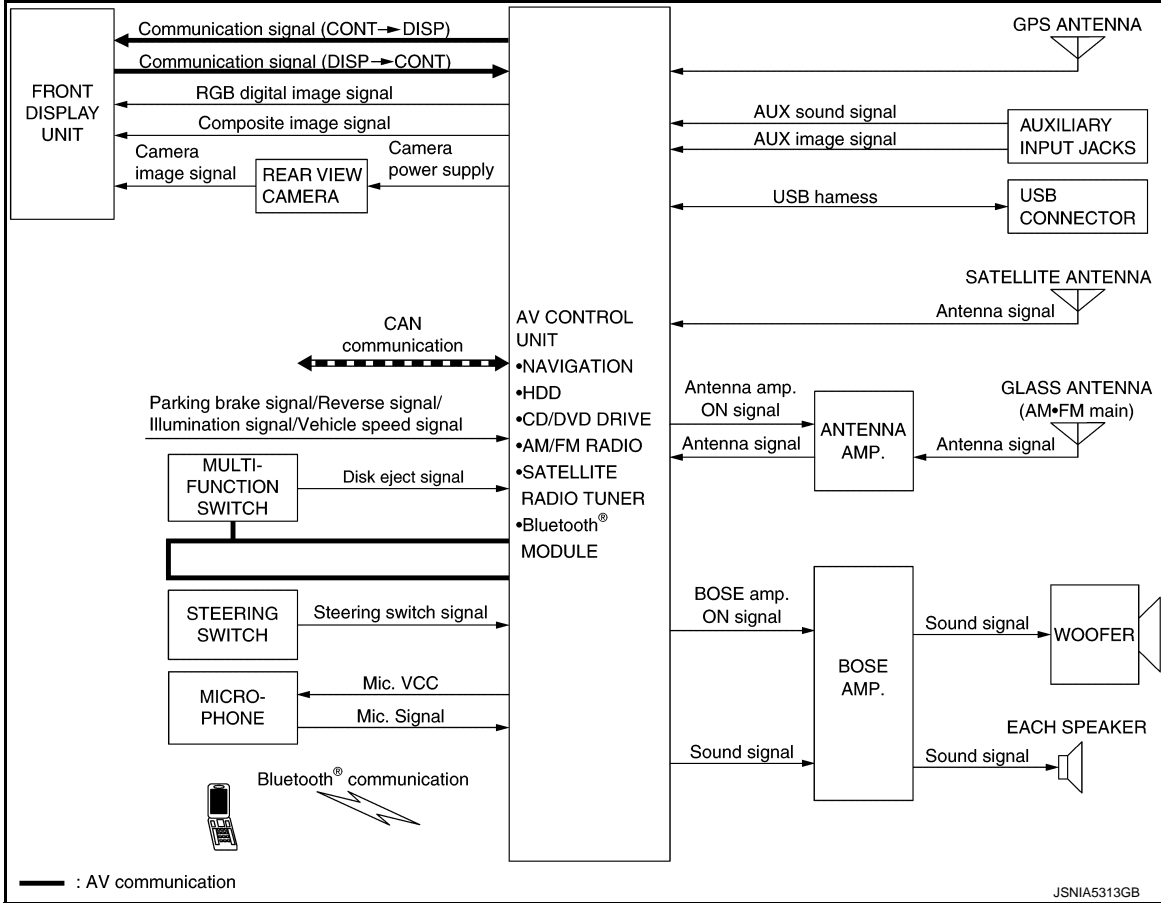 Communication signal (CONT→DISP)
Communication signal (DISP→CONT)
RGB digital image signal
Composite image signal
FRONT
DISPLAY
UNIT
Camera
image signal
REAR VIEW
CAMERA
Camera
power supply
CAN
communication
Parking brake signal/Reverse signal/
Illumination signal/Vehicle speed signal
MULTI-
FUNCTION
SWITCH
Disk eject signal
STEERING
SWITCH
Steering switch signal
MICRO-
PHONE
Mic. VCC
Mic. Signal
Bluetooth® communication
: AV communication
AV CONTROL
UNIT
•NAVIGATION
•HDD
•CD/DVD DRIVE
•AM/FM RADIO
•SATELLITE
RADIO TUNER
•Bluetooth®
MODULE
GPS ANTENNA
AUX sound signal
AUX image signal
AUXILIARY
INPUT JACKS
USB harness
USB
CONNECTOR
SATELLITE ANTENNA
Antenna signal
Antenna amp.
ON signal
Antenna signal
ANTENNA
AMP.
GLASS ANTENNA
(AM•FM main)
Antenna signal
BOSE amp.
ON signal
Sound signal
BOSE
AMP.
Sound signal
WOOFER
EACH SPEAKER
Sound signal
JSNIA5313GB